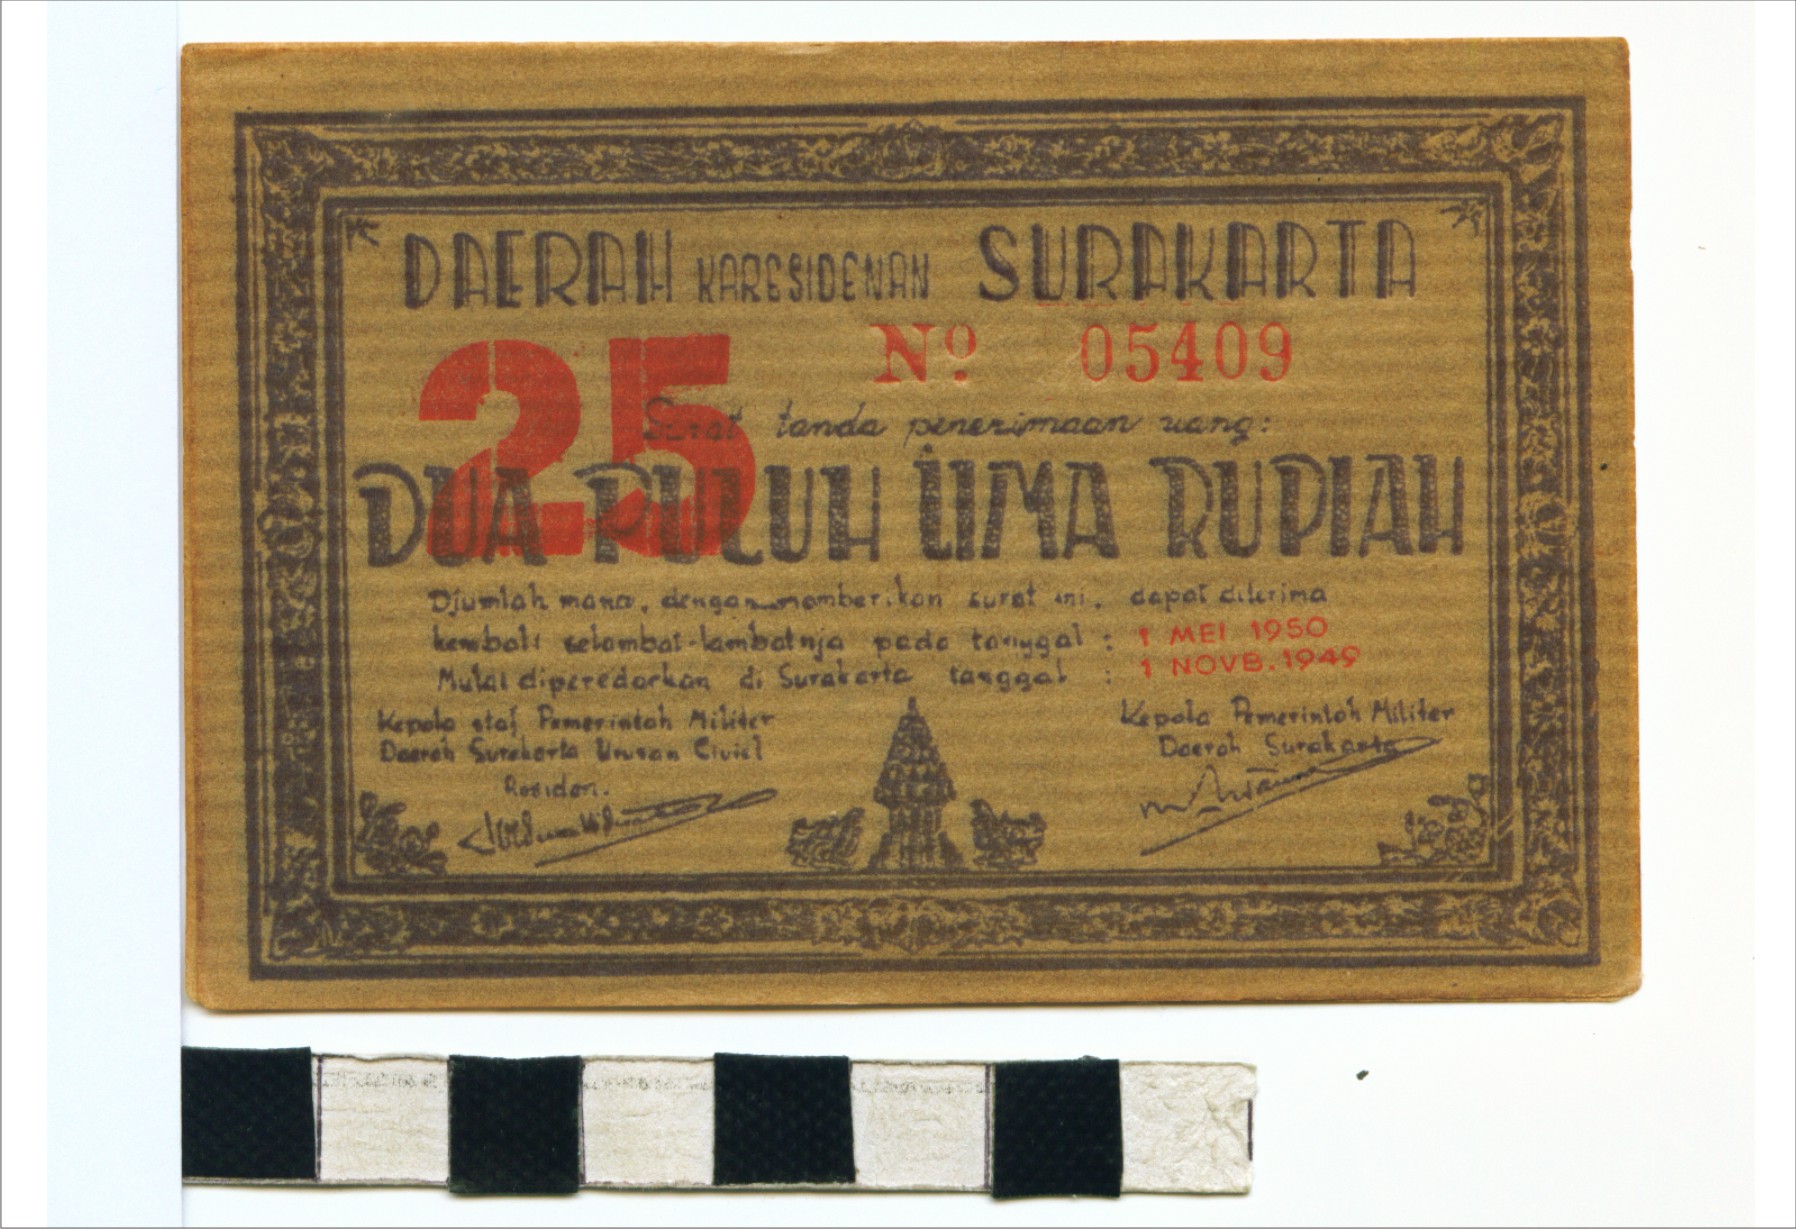 DAERAH KARESIDENAN SURAKARTA
25 No 05409
Surat tanda penerimaan uang:
DUA PULUH LIMA RUPIAH
Djumlah mana, dengan memberikan surat ini, dapat diterima
kembali selambat-lambatnja pada tanggal : 1 MEI 1950
Mulai diperedarkan di Surakarta tanggal : 1 NOVB. 1949
Kepala staf Pemerintah Militer
Daerah Surakarta Urusan Civiel
Residen.
Kepala Pemerintah Militer
Daerah Surakarta